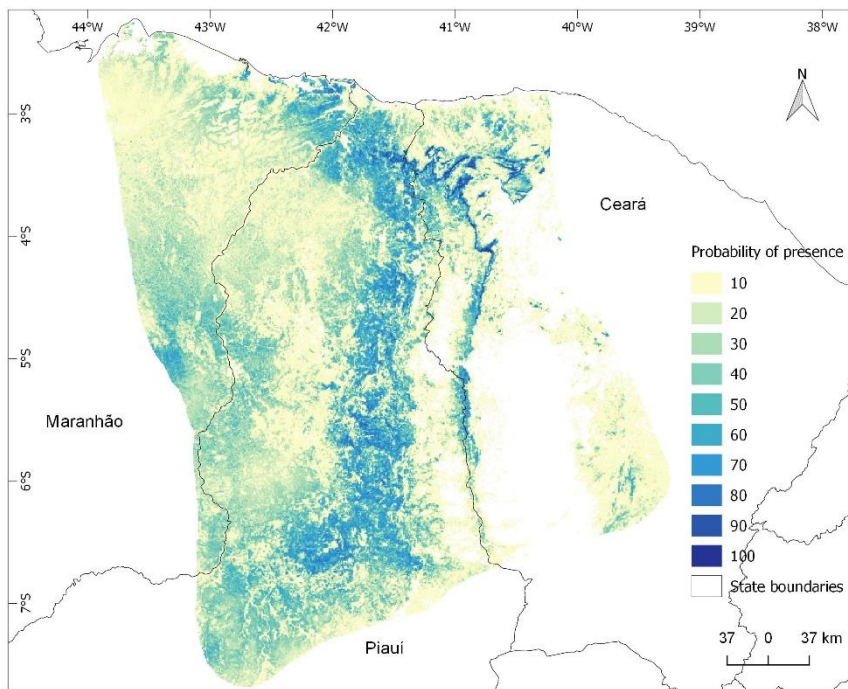 44°W 43°W 42°W 41°W 40°W 39°W 38°W
N
3°S
Ceará
4°S
Probability of presence
10
20
30
40
50
60
70
80
90
100
State boundaries
5°S
Maranhão
6°S
7°S
Piauí
37 0 37 km